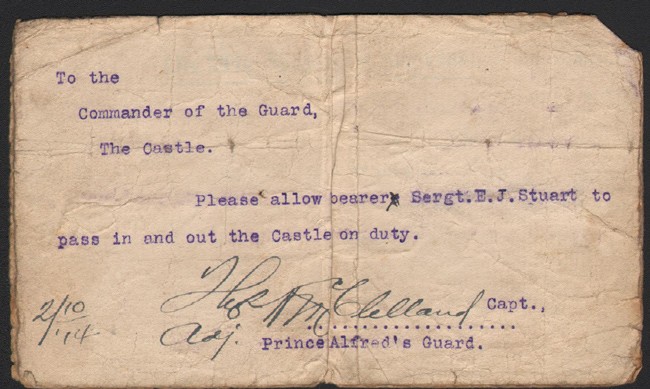 To the
Commander of the Guard,
The Castle.
Please allow bearer Sergt.E.J.Stuart to
pass in and out the Castle on duty.
McClelland Capt.,
2/10/14
Adj. Prince Alfred's Guard.